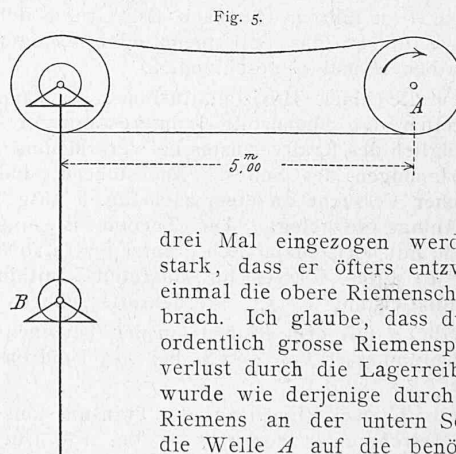 Fig. 5.
A
5,00 m
B
drei Mal eingezogen werd
stark, dass er öfters entzv
einmal die obere Riemensch
brach. Ich glaube, dass d
ordentlich grosse Riemensp
verlust durch die Lagerreib
wurde wie derjenige durch
Riemens an der untern Sc
die Welle A auf die benö